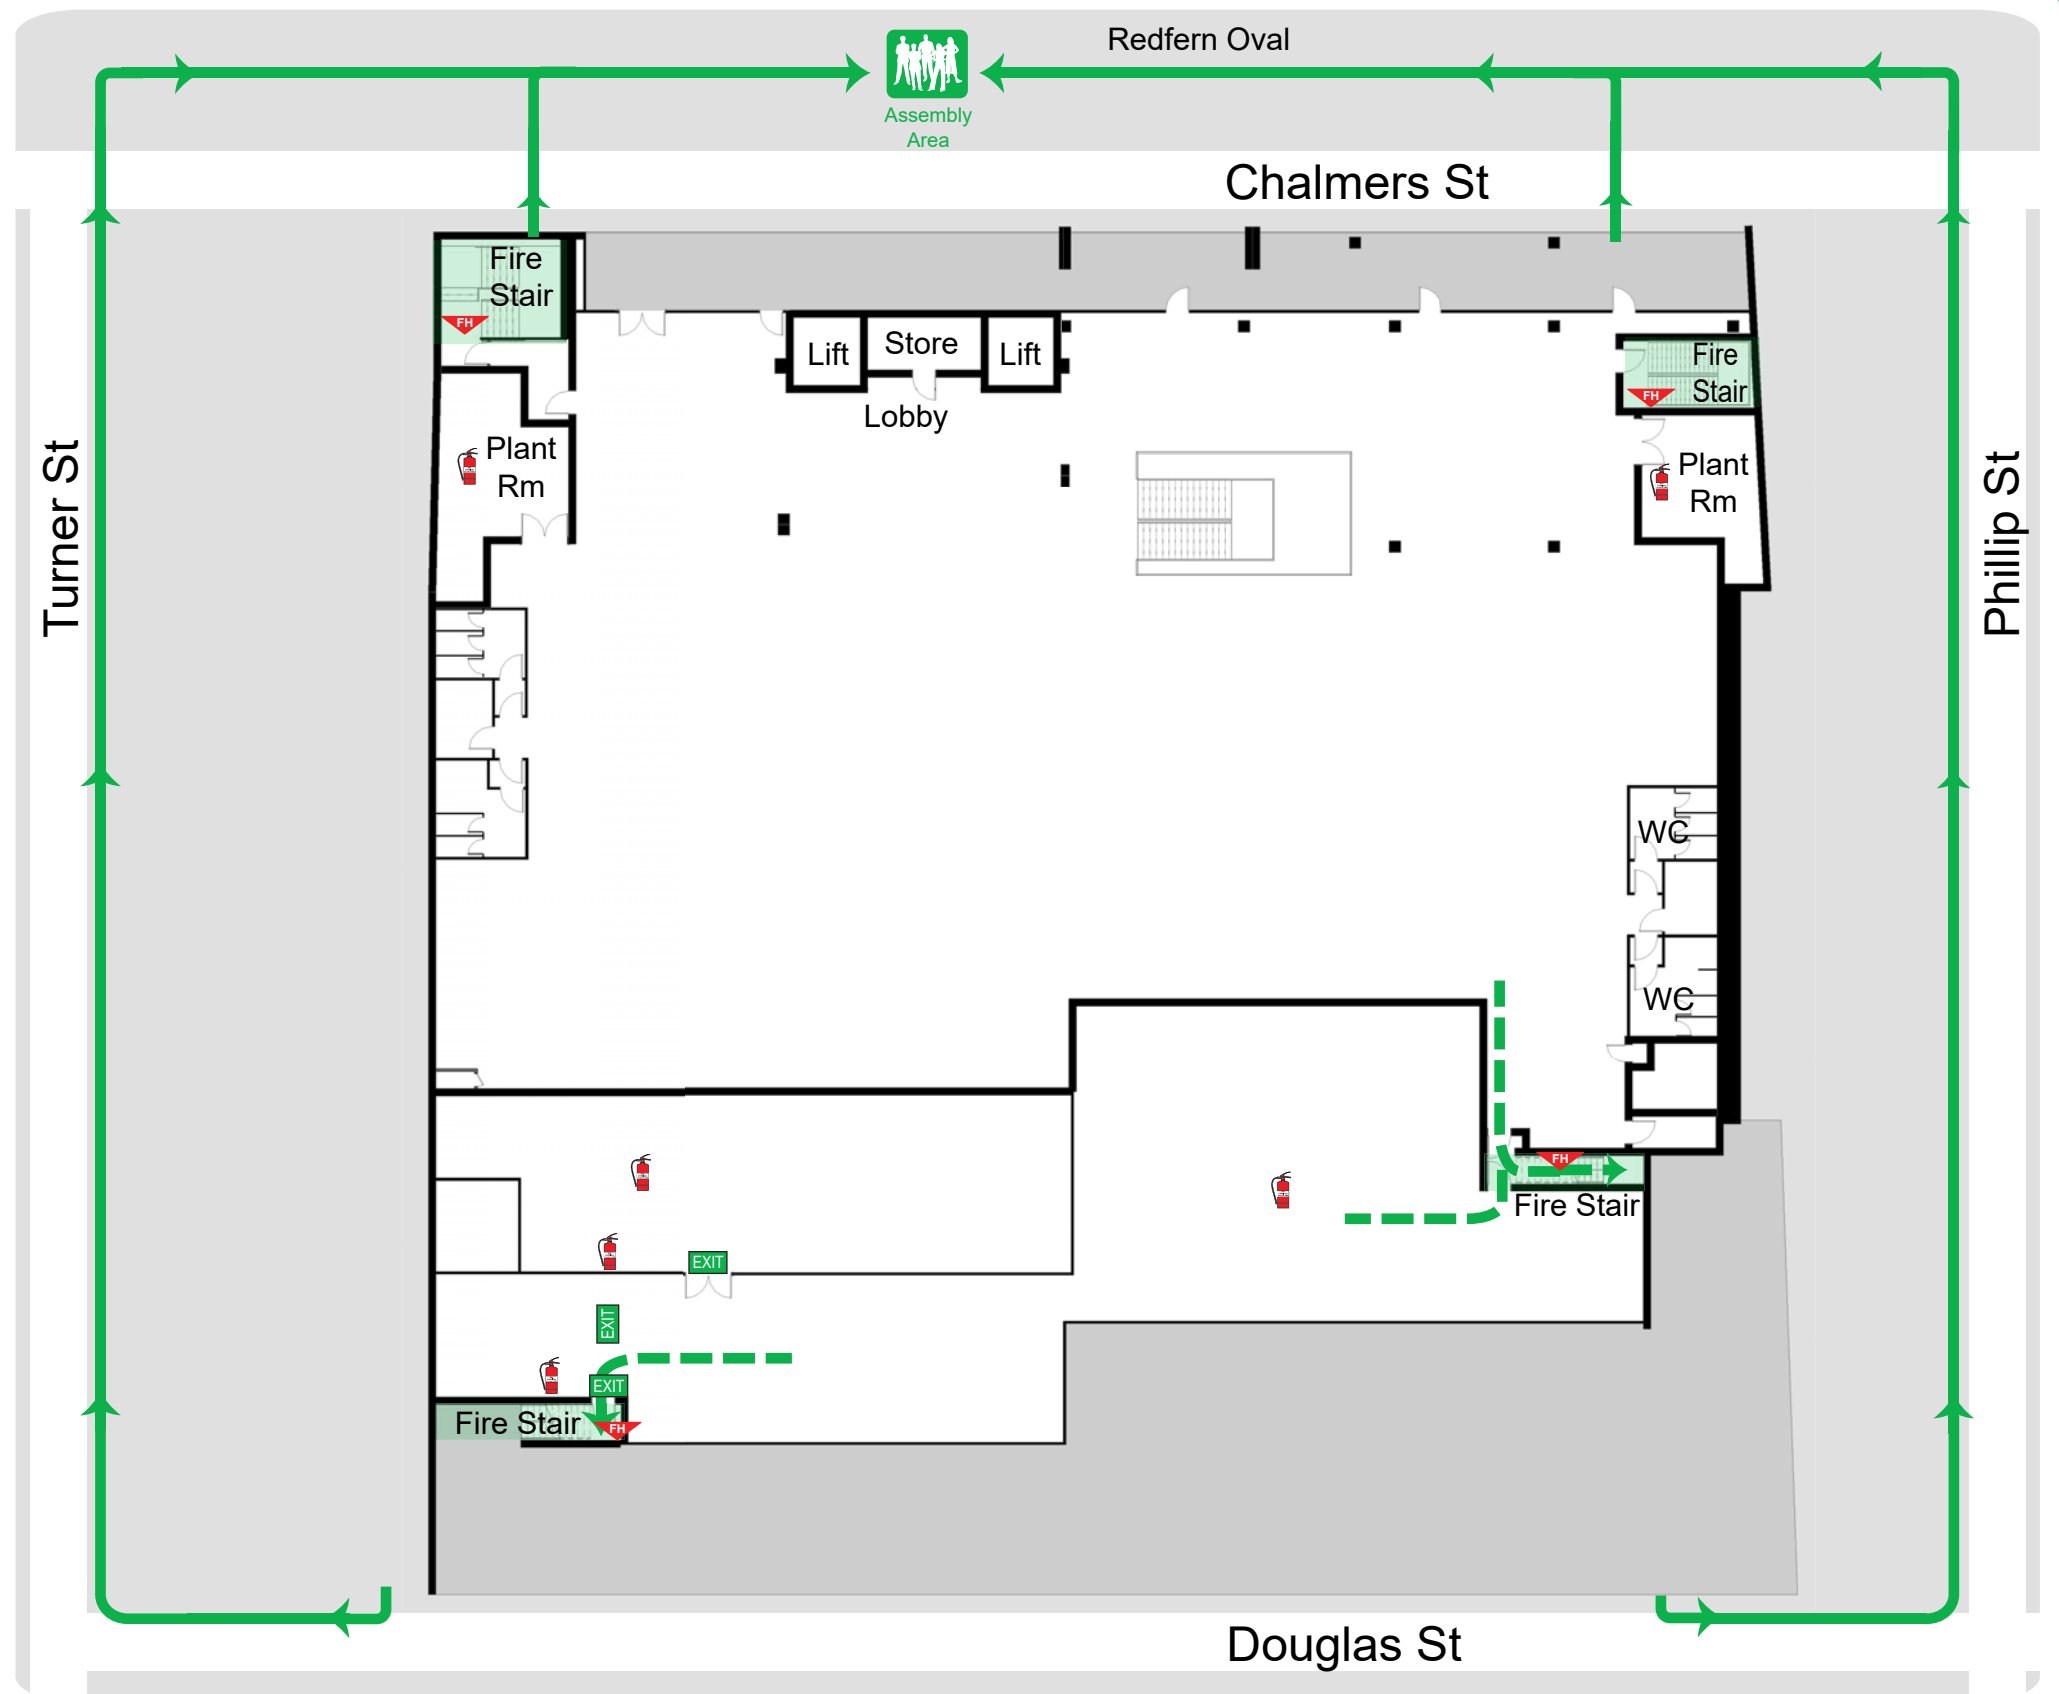 Redfern Oval
Assembly
Area
Chalmers St
Fire
Stair
FH
Lift
Store
Lift
Lobby
Fire
Stair
FH
Plant
Rm
Plant
Rm
Turner St
Phillip St
WC
WC
FH
Fire Stair
EXIT
EXIT
EXIT
Fire Stair
FH
Douglas St